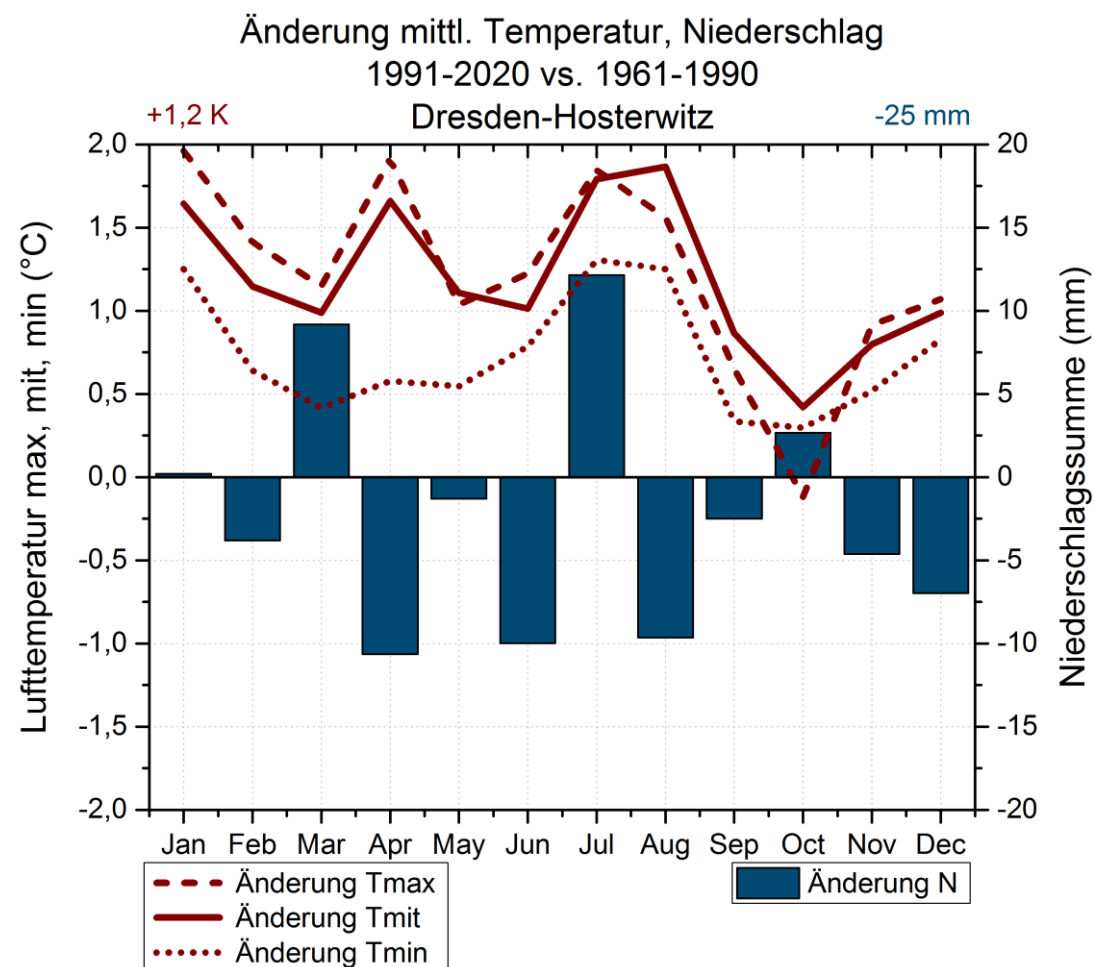 Änderung mittl. Temperatur, Niederschlag
1991-2020 vs. 1961-1990
+1,2 K
Dresden-Hosterwitz
-25 mm
Lufttemperatur max, mit, min (°C)
2,0
1,5
1,0
0,5
0,0
-0,5
-1,0
-1,5
-2,0
20
15
10
5
0
-5
-10
-15
-20
Niederschlagssumme (mm)
Jan Feb Mar Apr May Jun Jul Aug Sep Oct Nov Dec
Änderung Tmax
Änderung Tmit
Änderung Tmin
Änderung N